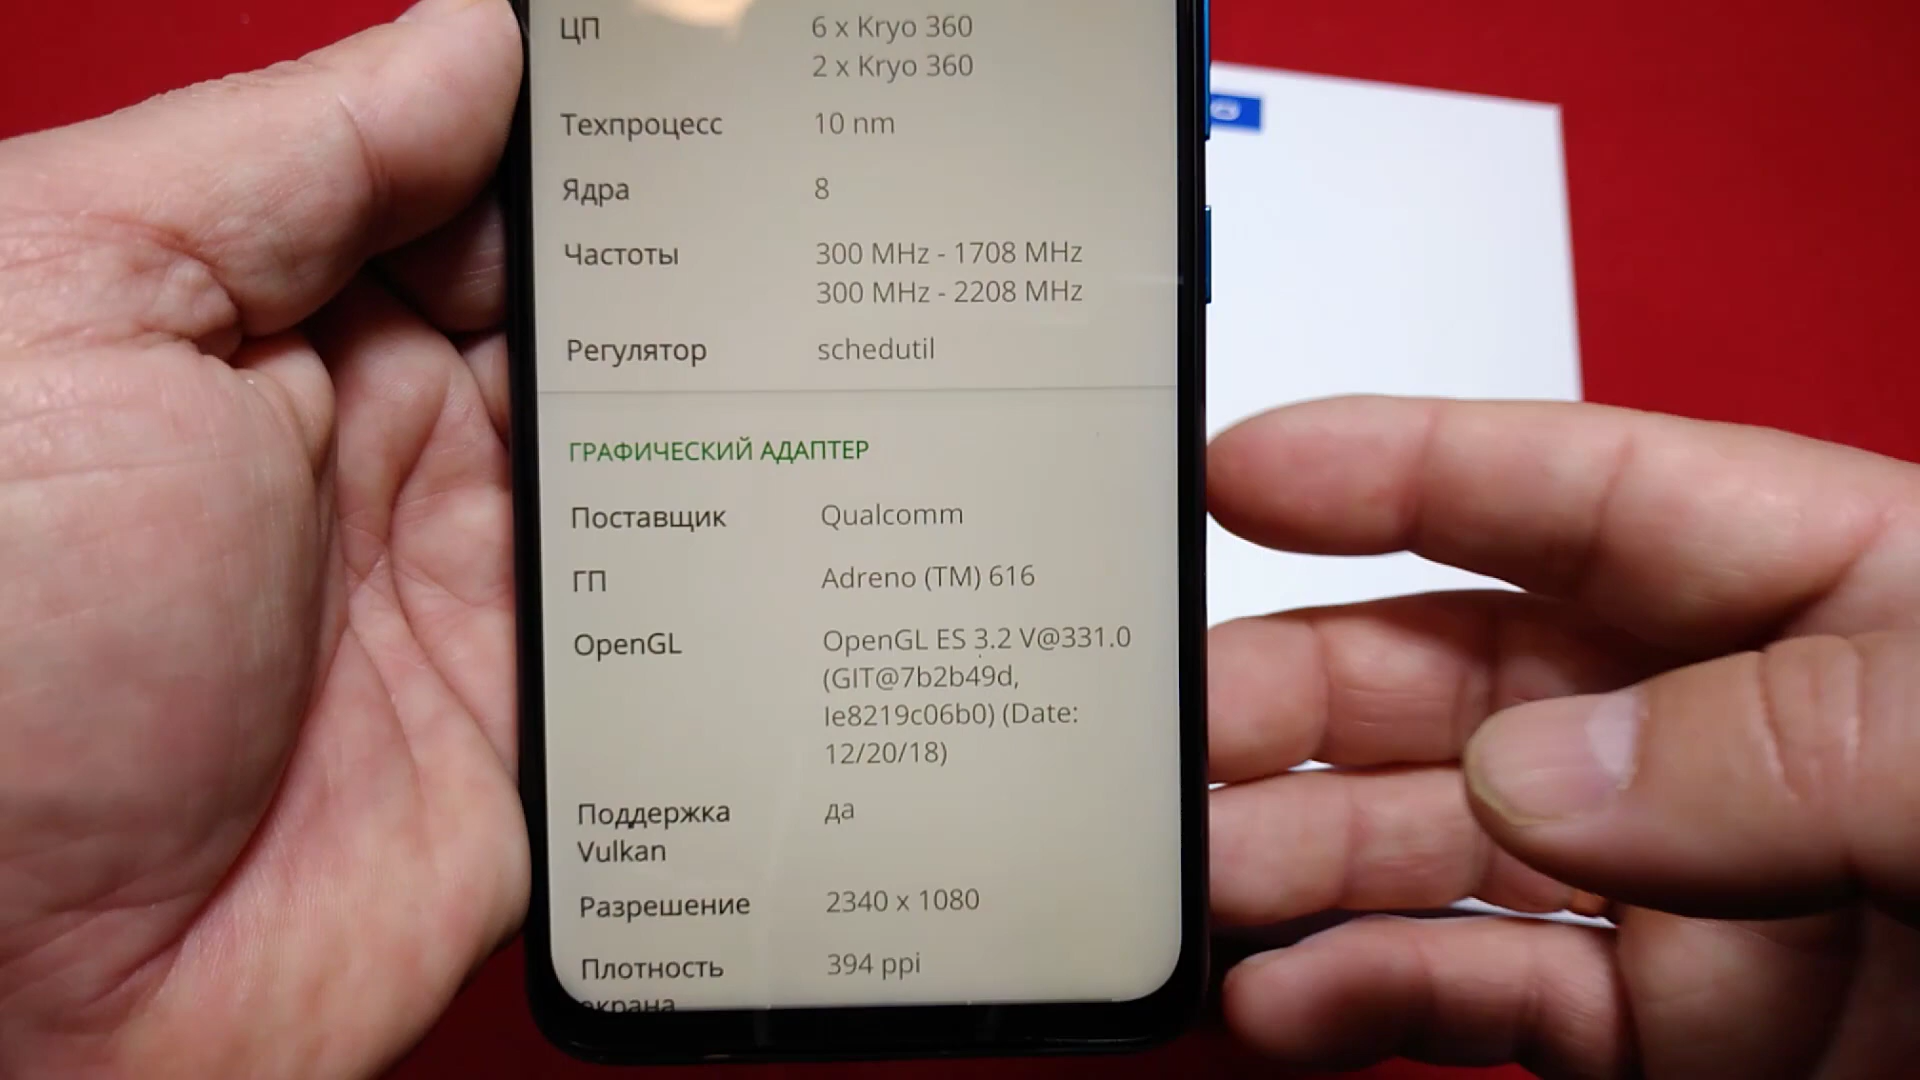 ЦП 6 x Kryo 360
2 x Kryo 360
Техпроцесс 10 nm
Ядра 8
Частоты 300 MHz - 1708 MHz
300 MHz - 2208 MHz
Регулятор schedutil
ГРАФИЧЕСКИЙ АДАПТЕР
Поставщик Qualcomm
ГП Adreno (TM) 616
OpenGL OpenGL ES 3.2 V@331.0
(GIT@7b2b49d,
Ie8219c06b0) (Date:
12/20/18)
Поддержка да
Vulkan
Разрешение 2340 x 1080
Плотность 394 ppi
экрана